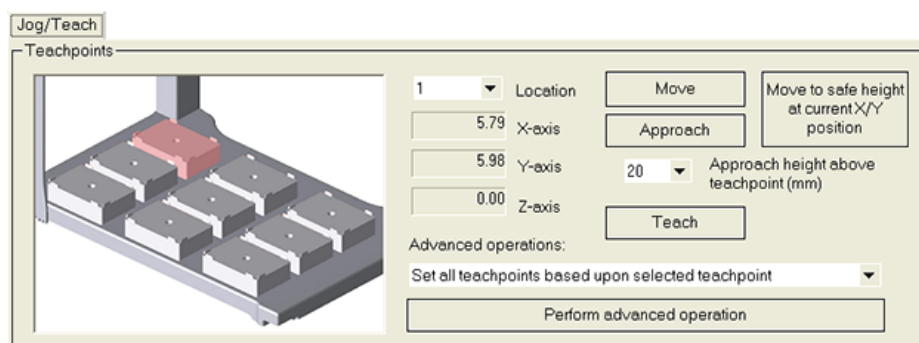 Jog/Teach
Teachpoints
1
Location
5.79 X-axis
5.98 Y-axis
0.00 Z-axis
Move
Approach
20
Approach height above
teachpoint (mm)
Teach
Move to safe height
at current X/Y
position
Advanced operations:
Set all teachpoints based upon selected teachpoint
Perform advanced operation